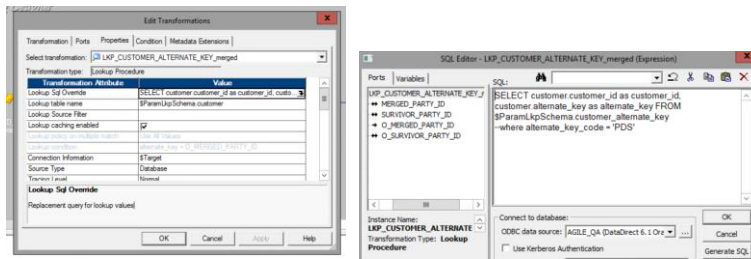 Edit Transformations
Transformation Ports Properties Condition Metadata Extensions
Select transformation: LKP_CUSTOMER_ALTERNATE_KEY_merged
Transformation type: Lookup Procedure
Transformation Attribute Value
Lookup Sql Override SELECT customer.customer_id as customer_id, custo...
Lookup table name $ParamLkpSchema.customer
Lookup Source Filter
Lookup caching enabled
Lookup policy on multiple match Use All Values
Lookup condition alternate_key = O_MERGED_PARTY_ID
Connection Information $Target
Source Type Database
Tracing Level Normal
Lookup Sql Override
Replacement query for lookup values
OK Cancel Apply Help
SQL Editor - LKP_CUSTOMER_ALTERNATE_KEY_merged (Expression)
Ports Variables
SQL:
LKP_CUSTOMER_ALTERNATE_KEY_r
MERGED_PARTY_ID
SURVIVOR_PARTY_ID
O_MERGED_PARTY_ID
O_SURVIVOR_PARTY_ID
SELECT customer.customer_id as customer_id,
customer.alternate_key as alternate_key FROM
$ParamLkpSchema.customer_alternate_key
--where alternate_key_code = 'PDS'
Instance Name:
LKP_CUSTOMER_ALTERNATE
Transformation Type: Lookup
Procedure
Connect to database:
ODBC data source: AGILE_QA (DataDirect 6.1 Ora ...
Use Kerberos Authentication
OK
Cancel
Generate SQL